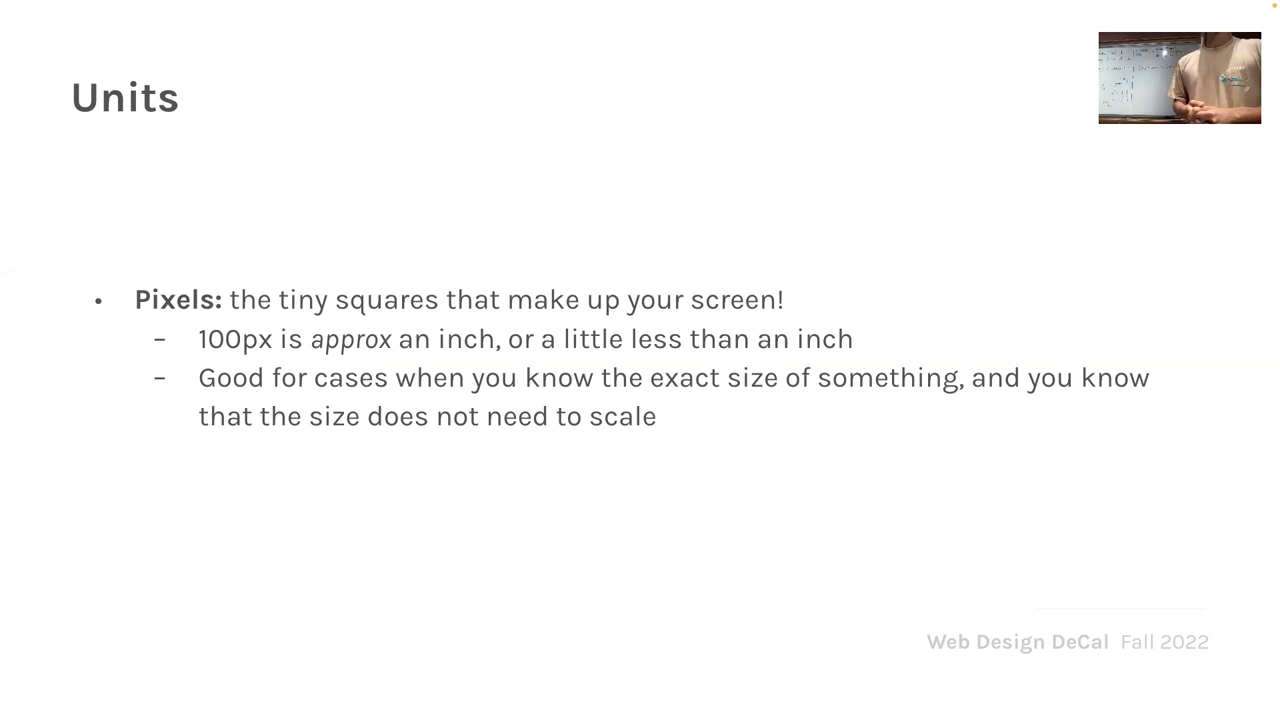 Units
• Pixels: the tiny squares that make up your screen!
– 100px is approx an inch, or a little less than an inch
– Good for cases when you know the exact size of something, and you know
that the size does not need to scale
Web Design DeCal Fall 2022